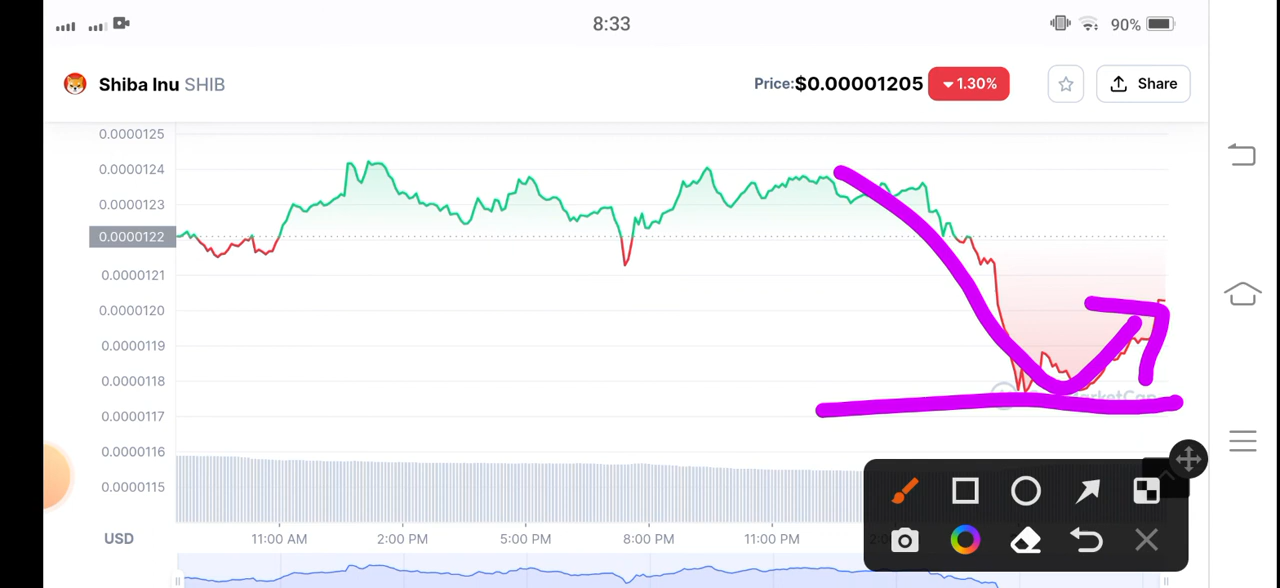 8:33
90%
Shiba Inu SHIB
Price:$0.00001205
1.30%
Share
0.0000125
0.0000124
0.0000123
0.0000122
0.0000121
0.0000120
0.0000119
0.0000118
0.0000117
0.0000116
0.0000115
USD
11:00 AM
2:00 PM
5:00 PM
8:00 PM
11:00 PM